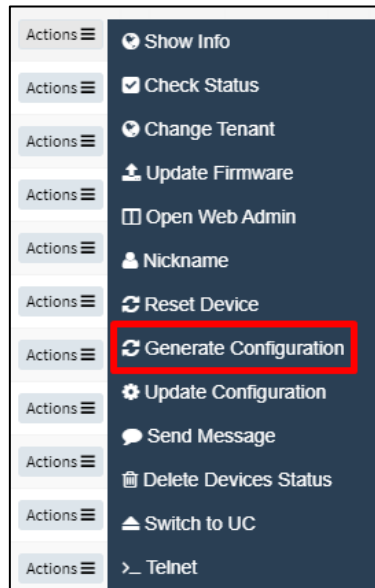 Actions
Show Info
Actions
Check Status
Actions
Change Tenant
Actions
Update Firmware
Open Web Admin
Actions
Nickname
Actions
Reset Device
Actions
Generate Configuration
Actions
Update Configuration
Send Message
Actions
Delete Devices Status
Actions
Switch to UC
Actions
Telnet